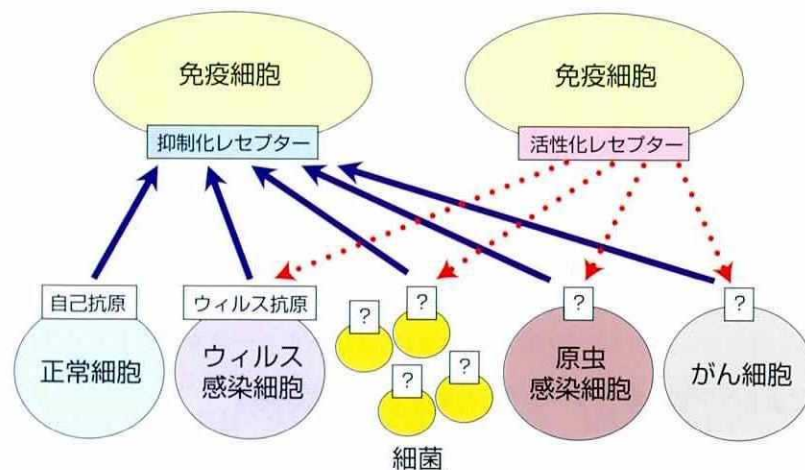 免疫細胞
免疫細胞
抑制化レセプター
活性化レセプター
自己抗原
ウィルス抗原
?
?
?
?
?
?
正常細胞
ウィルス
感染細胞
原虫
感染細胞
がん細胞
細菌